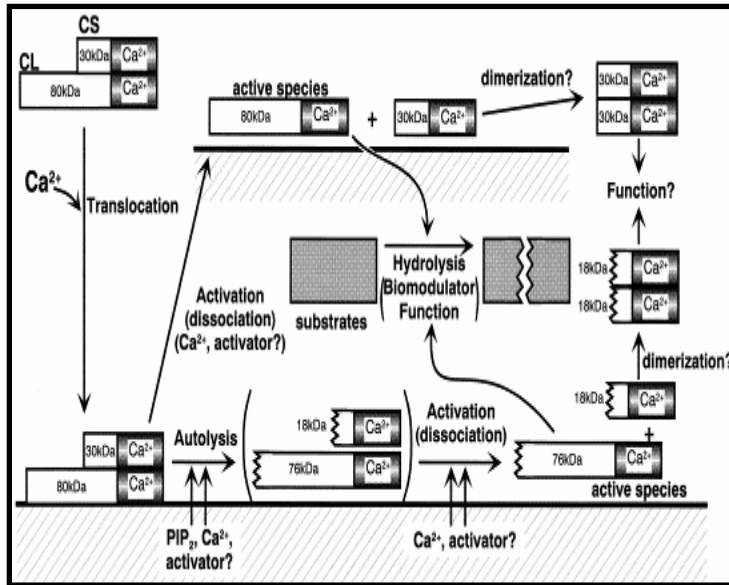 CS
30kDa Ca²⁺
CL
80kDa Ca²⁺
Ca²⁺
Translocation
active species
80kDa Ca²⁺
+
30kDa Ca²⁺
dimerization?
30kDa Ca²⁺
30kDa Ca²⁺
Function?
18kDa Ca²⁺
18kDa Ca²⁺
dimerization?
18kDa Ca²⁺
+
76kDa Ca²⁺
active species
substrates
Hydrolysis
(Biomodulator
Function)
Activation
(dissociation)
(Ca²⁺, activator?)
30kDa Ca²⁺
80kDa Ca²⁺
Autolysis
PIP₂, Ca²⁺,
activator?
18kDa Ca²⁺
76kDa Ca²⁺
Activation
(dissociation)
Ca²⁺, activator?